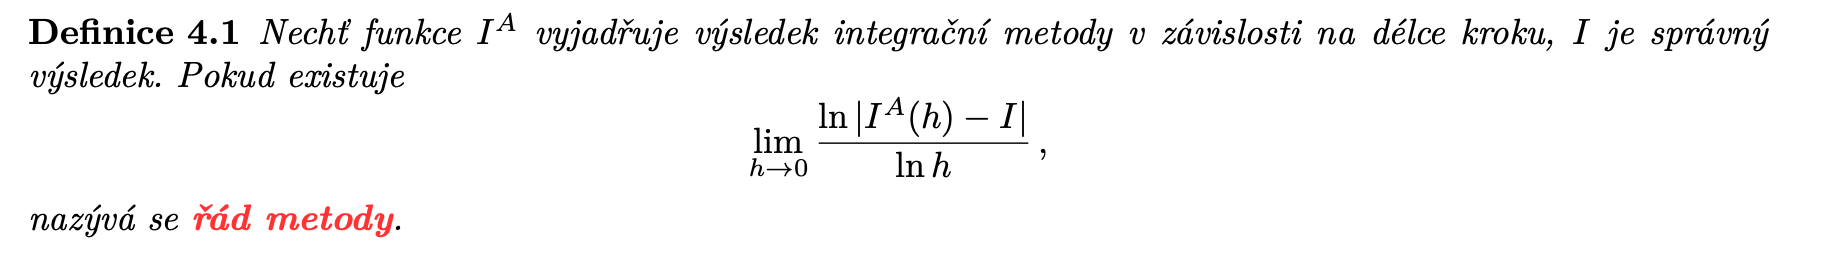 Definice 4.1 Nechť funkce I^A vyjadřuje výsledek integrační metody v závislosti na délce kroku, I je správný
výsledek. Pokud existuje
lim_{h→0} \frac{ln |I^A(h) − I|}{ln h} ,
nazývá se řád metody.